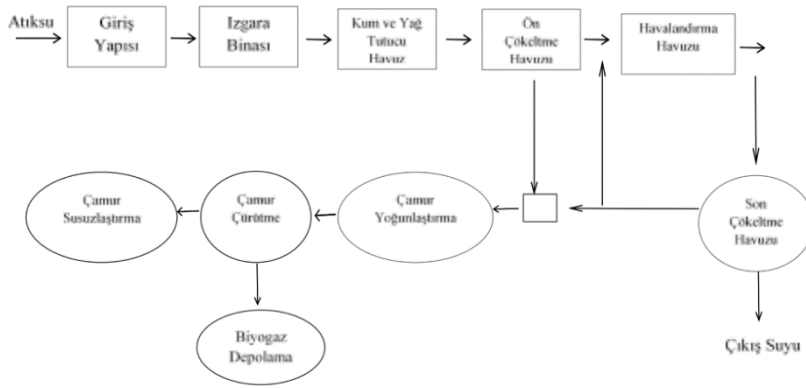 Atıksu
Giriş
Yapısı
Izgara
Binası
Kum ve Yağ
Tutucu
Havuz
Ön
Çökeltme
Havuzu
Havalandırma
Havuzu
Çamur
Susuzlaştırma
Çamur
Çürütme
Çamur
Yoğunlaştırma
Son
Çökeltme
Havuzu
Biyogaz
Depolama
Çıkış Suyu